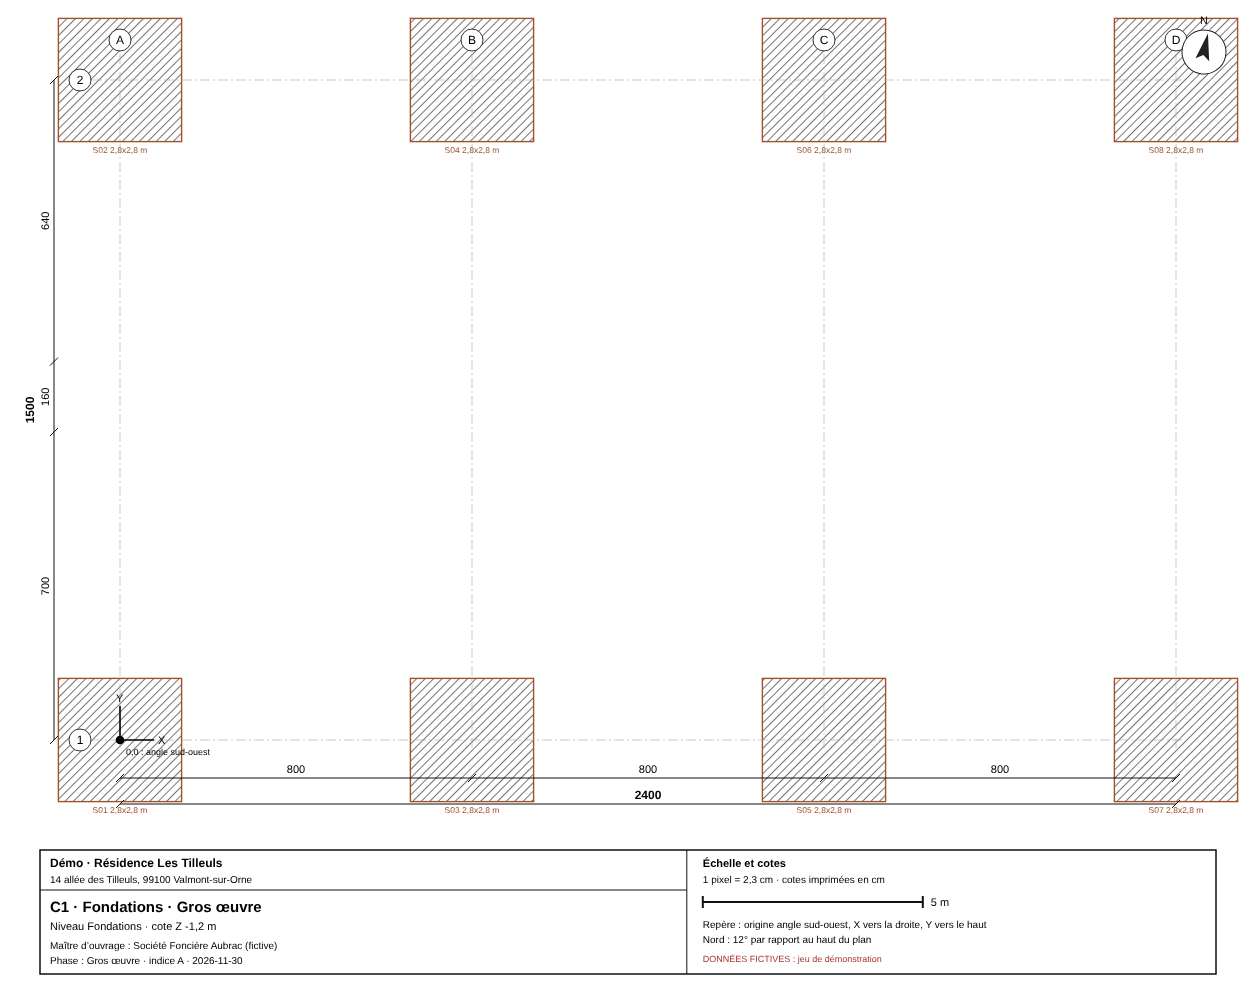 N
A
B
C
D
2
S02 2,8x2,8 m
S04 2,8x2,8 m
S06 2,8x2,8 m
S08 2,8x2,8 m
640
160
1500
700
Y
1
X
0,0 : angle sud-ouest
800
800
800
2400
S01 2,8x2,8 m
S03 2,8x2,8 m
S05 2,8x2,8 m
S07 2,8x2,8 m
Démo · Résidence Les Tilleuls
14 allée des Tilleuls, 99100 Valmont-sur-Orne
C1 · Fondations · Gros œuvre
Niveau Fondations · cote Z -1,2 m
Maître d’ouvrage : Société Foncière Aubrac (fictive)
Phase : Gros œuvre · indice A · 2026-11-30
Échelle et cotes
1 pixel = 2,3 cm · cotes imprimées en cm
5 m
Repère : origine angle sud-ouest, X vers la droite, Y vers le haut
Nord : 12° par rapport au haut du plan
DONNÉES FICTIVES : jeu de démonstration